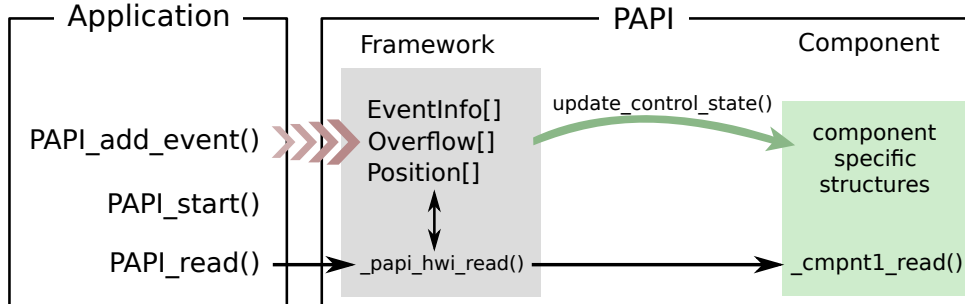 Application
PAPI
Framework
Component
EventInfo[]
Overflow[]
Position[]
update_control_state()
PAPI_add_event()
component
specific
structures
PAPI_start()
PAPI_read()
_papi_hwi_read()
_cmpnt1_read()